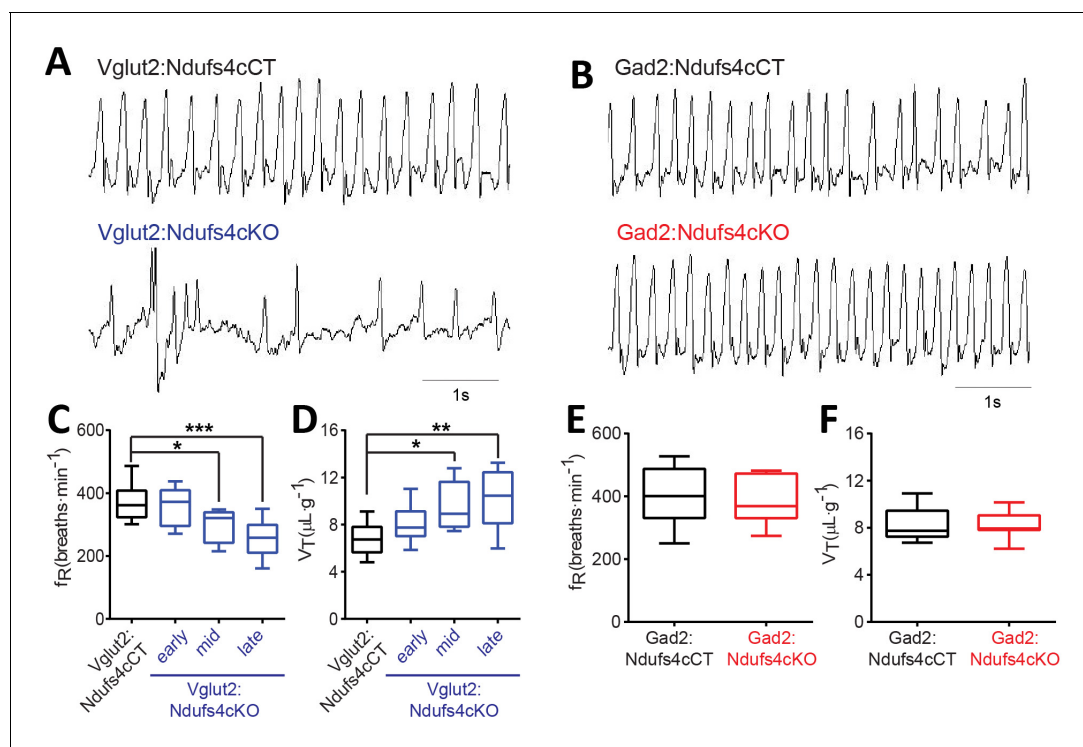 A
Vglut2:Ndufs4cCT
Vglut2:Ndufs4cKO
1s
B
Gad2:Ndufs4cCT
Gad2:Ndufs4cKO
1s
C
fR(breaths·min⁻¹)
600
400
200
0
***
*
Vglut2:
Ndufs4cCT
early
mid
late
Vglut2:
Ndufs4cKO
D
VT(µL·g⁻¹)
16
12
8
4
0
**
*
Vglut2:
Ndufs4cCT
early
mid
late
Vglut2:
Ndufs4cKO
E
fR(breaths·min⁻¹)
600
400
200
0
Gad2:
Ndufs4cCT
Gad2:
Ndufs4cKO
F
VT(µL·g⁻¹)
16
12
8
4
0
Gad2:
Ndufs4cCT
Gad2:
Ndufs4cKO